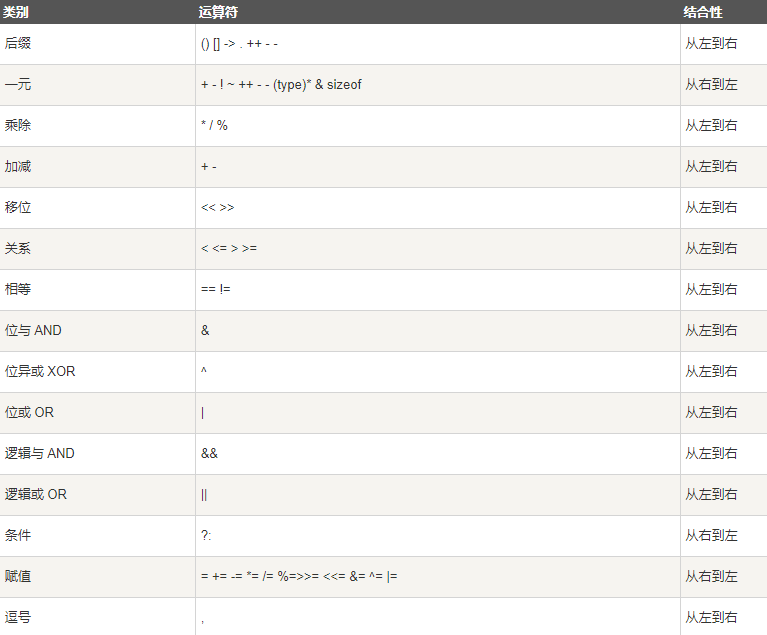 类别 运算符 结合性
后缀 () [] -> . ++ - - 从左到右
一元 + - ! ~ ++ - - (type)* & sizeof 从右到左
乘除 * / % 从左到右
加减 + - 从左到右
移位 << >> 从左到右
关系 < <= > >= 从左到右
相等 == != 从左到右
位与 AND & 从左到右
位异或 XOR ^ 从左到右
位或 OR | 从左到右
逻辑与 AND && 从左到右
逻辑或 OR || 从左到右
条件 ?: 从右到左
赋值 = += -= *= /= %=>>= <<= &= ^= |= 从右到左
逗号 , 从左到右